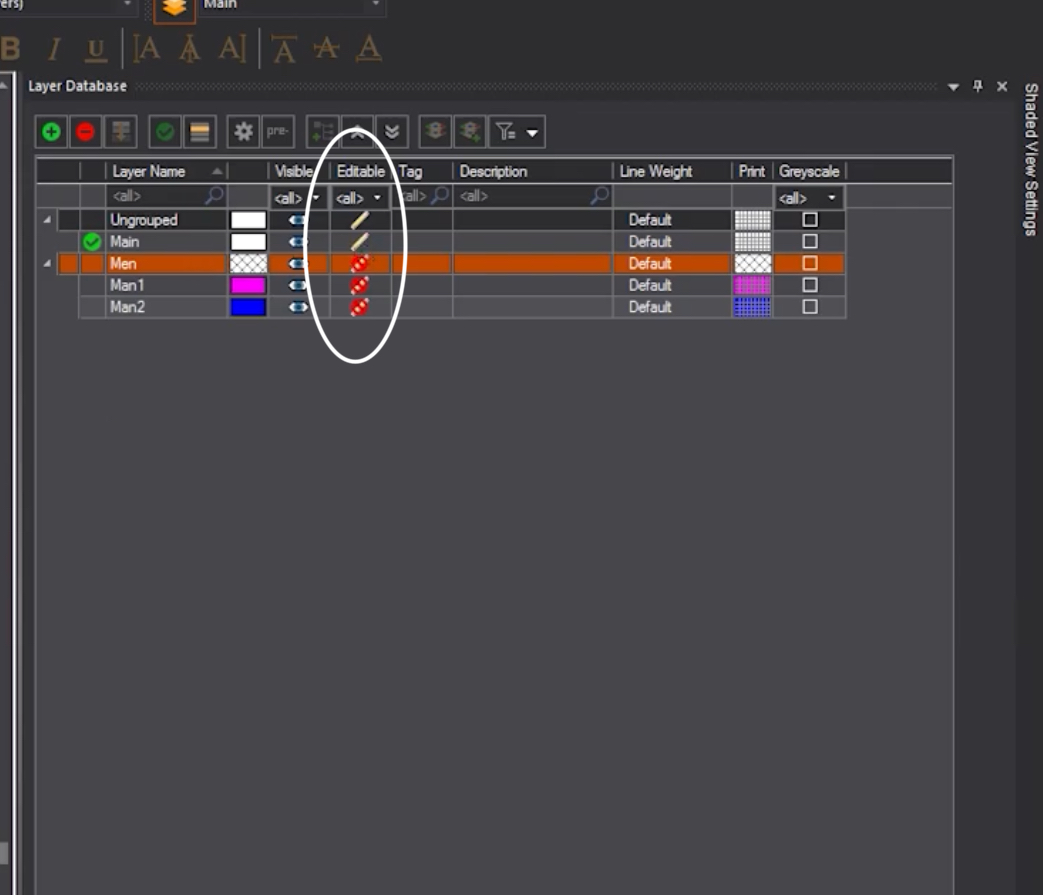 ers)
Main
B I U A A A A A A
Layer Database
pre-
Layer Name Visible Editable Tag Description Line Weight Print Greyscale
<all> <all> <all> all> <all> <all>
Ungrouped Default
Main Default
Men Default
Man1 Default
Man2 Default
Shaded View Settings